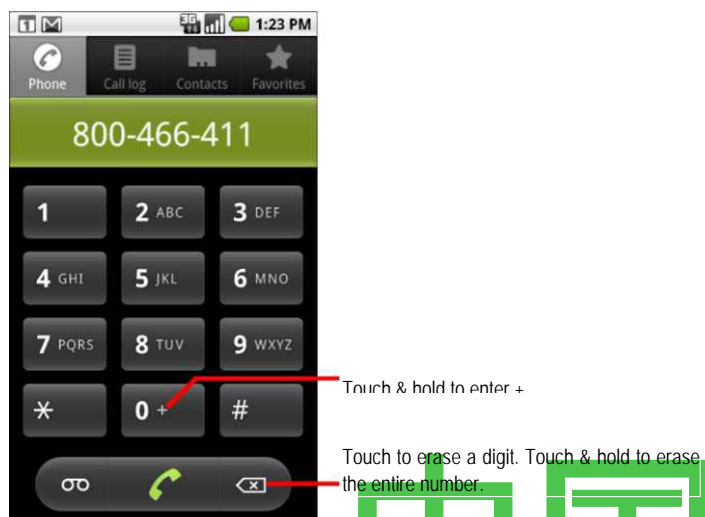 1 3G 1:23 PM
Phone Call log Contacts Favorites
800-466-411
1 2 ABC 3 DEF
4 GHI 5 JKL 6 MNO
7 PQRS 8 TUV 9 WXYZ
Touch & hold to enter +
* 0 + #
Touch to erase a digit. Touch & hold to erase
the entire number.